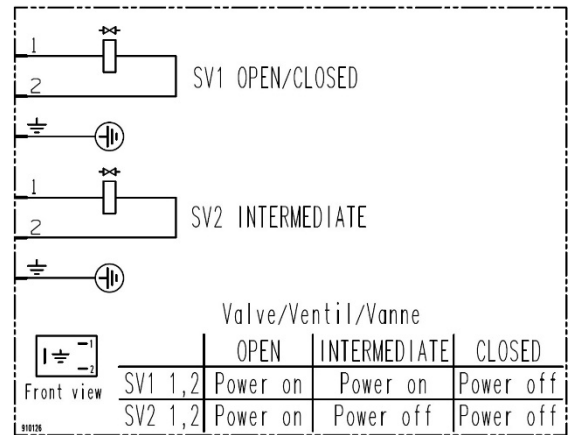 1
2
SV1 OPEN/CLOSED
1
2
SV2 INTERMEDIATE
Valve/Ventil/Vanne
OPEN INTERMEDIATE CLOSED
SV1 1,2 Power on Power on Power off
SV2 1,2 Power on Power off Power off
1
2
Front view
910126